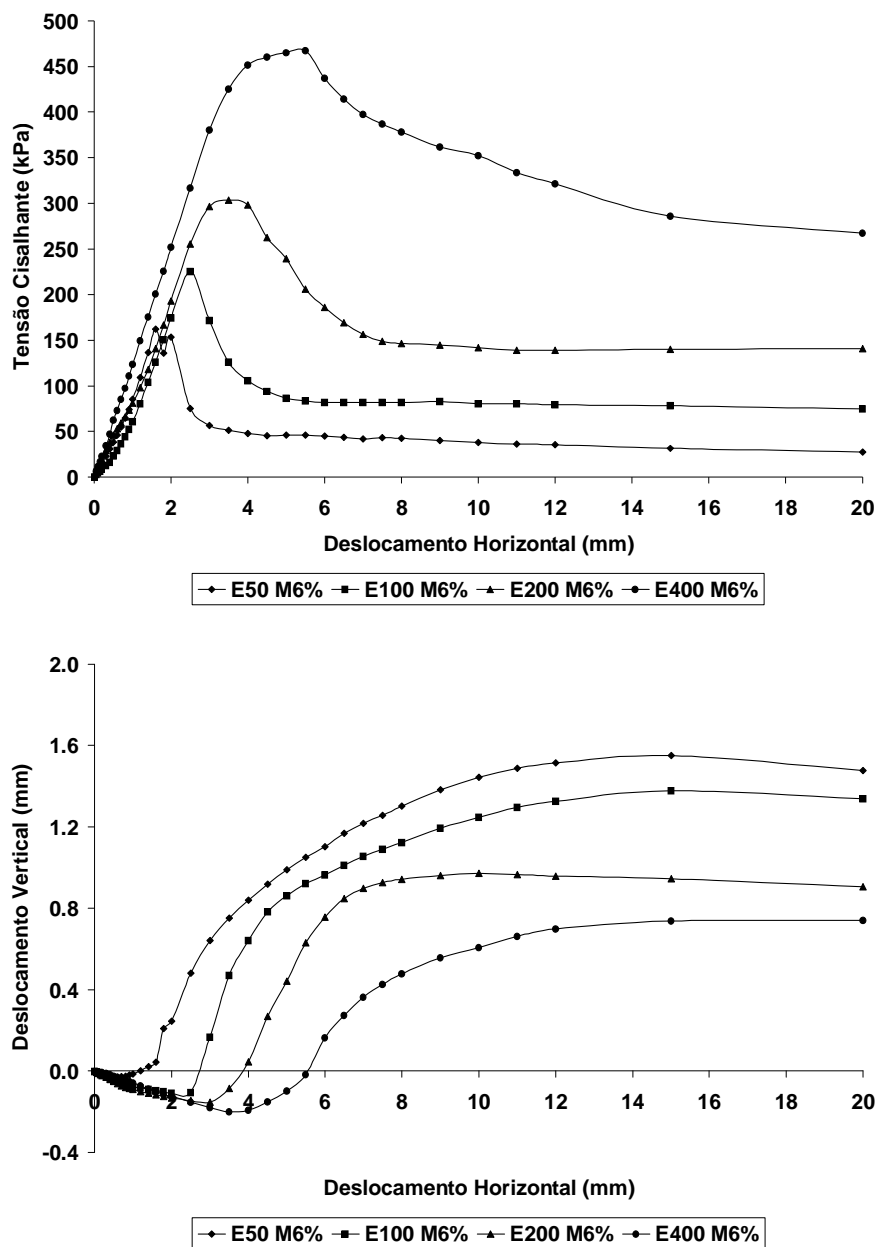 500
450
400
350
300
250
200
150
100
50
0
Tensão Cisalhante (kPa)
0 2 4 6 8 10 12 14 16 18 20
Deslocamento Horizontal (mm)
E50 M6% E100 M6% E200 M6% E400 M6%
2.0
1.6
1.2
0.8
0.4
0.0
-0.4
Deslocamento Vertical (mm)
0 2 4 6 8 10 12 14 16 18 20
Deslocamento Horizontal (mm)
E50 M6% E100 M6% E200 M6% E400 M6%